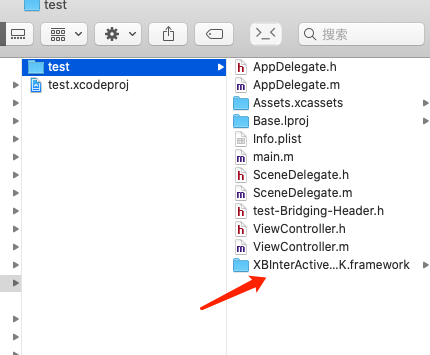 test
搜索
test
test.xcodeproj
AppDelegate.h
AppDelegate.m
Assets.xcassets
Base.lproj
Info.plist
main.m
SceneDelegate.h
SceneDelegate.m
test-Bridging-Header.h
ViewController.h
ViewController.m
XBInterActive...K.framework